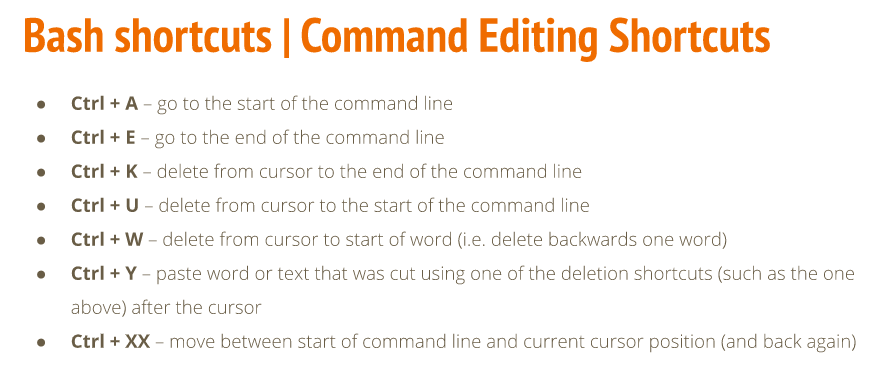 Bash shortcuts | Command Editing Shortcuts
● Ctrl + A – go to the start of the command line
● Ctrl + E – go to the end of the command line
● Ctrl + K – delete from cursor to the end of the command line
● Ctrl + U – delete from cursor to the start of the command line
● Ctrl + W – delete from cursor to start of word (i.e. delete backwards one word)
● Ctrl + Y – paste word or text that was cut using one of the deletion shortcuts (such as the one
above) after the cursor
● Ctrl + XX – move between start of command line and current cursor position (and back again)